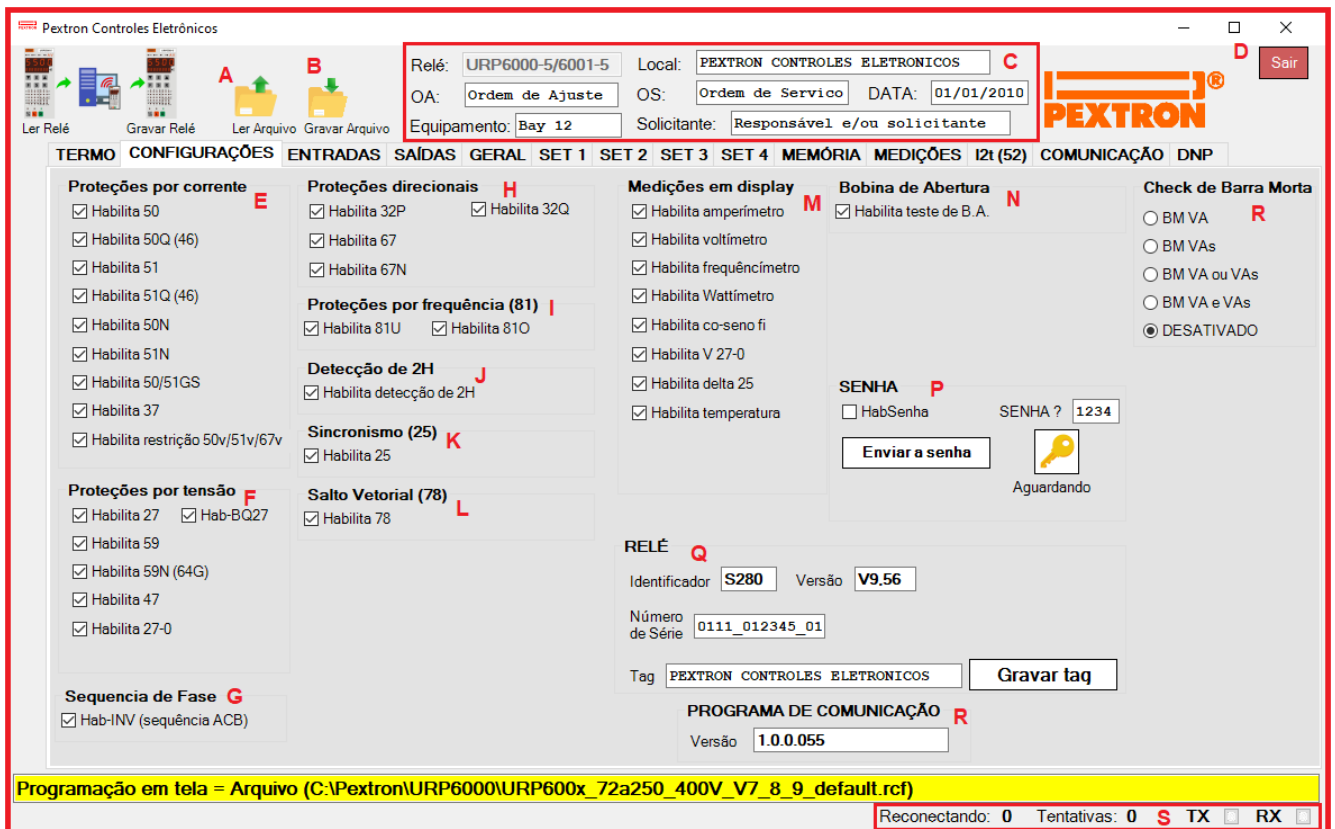 Pextron Controles Eletrônicos
A
B
Ler Relé
Gravar Relé
Ler Arquivo
Gravar Arquivo
Relé: URP6000-5/6001-5
Local: PEXTRON CONTROLES ELETRONICOS
C
OA: Ordem de Ajuste
OS: Ordem de Servico
DATA: 01/01/2010
Equipamento: Bay 12
Solicitante: Responsável e/ou solicitante
D
Sair
PEXTRON®
TERMO CONFIGURAÇÕES ENTRADAS SAÍDAS GERAL SET 1 SET 2 SET 3 SET 4 MEMÓRIA MEDIÇÕES I2t (52) COMUNICAÇÃO DNP
Proteções por corrente
E
Habilita 50
Habilita 50Q (46)
Habilita 51
Habilita 51Q (46)
Habilita 50N
Habilita 51N
Habilita 50/51GS
Habilita 37
Habilita restrição 50v/51v/67v
Proteções por tensão
F
Habilita 27
Hab-BQ27
Habilita 59
Habilita 59N (64G)
Habilita 47
Habilita 27-0
Sequencia de Fase
G
Hab-INV (sequência ACB)
Proteções direcionais
H
Habilita 32P
Habilita 32Q
Habilita 67
Habilita 67N
Proteções por frequência (81)
I
Habilita 81U
Habilita 81O
Detecção de 2H
J
Habilita detecção de 2H
Sincronismo (25)
K
Habilita 25
Salto Vetorial (78)
L
Habilita 78
Medições em display
M
Habilita amperímetro
Habilita voltímetro
Habilita frequêncímetro
Habilita Wattímetro
Habilita co-seno fi
Habilita V 27-0
Habilita delta 25
Habilita temperatura
Bobina de Abertura
N
Habilita teste de B.A.
SENHA
P
HabSenha
SENHA ? 1234
Enviar a senha
Aguardando
Check de Barra Morta
R
BM VA
BM VAs
BM VA ou VAs
BM VA e VAs
DESATIVADO
RELÉ
Q
Identificador S280
Versão V9.56
Número
de Série 0111_012345_01
Tag PEXTRON CONTROLES ELETRONICOS
Gravar tag
PROGRAMA DE COMUNICAÇÃO
R
Versão 1.0.0.055
Programação em tela = Arquivo (C:\Pextron\URP6000\URP600x_72a250_400V_V7_8_9_default.rcf)
Reconectando: 0 Tentativas: 0 S TX RX